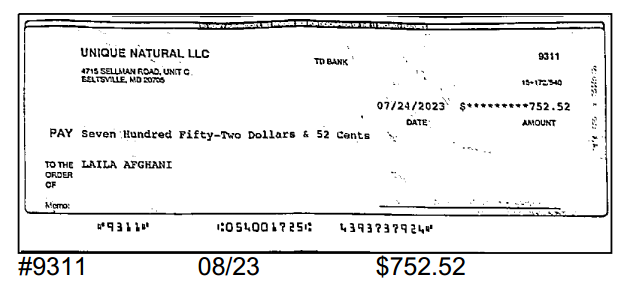 UNIQUE NATURAL LLC
TD BANK
9311
4715 SELLMAN ROAD, UNIT G
BELTSVILLE, MD 20705
15-172/540
07/24/2023 $*********752.52
DATE AMOUNT
PAY Seven Hundred Fifty-Two Dollars & 52 Cents
TO THE ORDER OF LAILA AFGHANI
Memo:
⑈9311⑈ ⑆054001725⑆ 4393737924⑈
#9311 08/23 $752.52